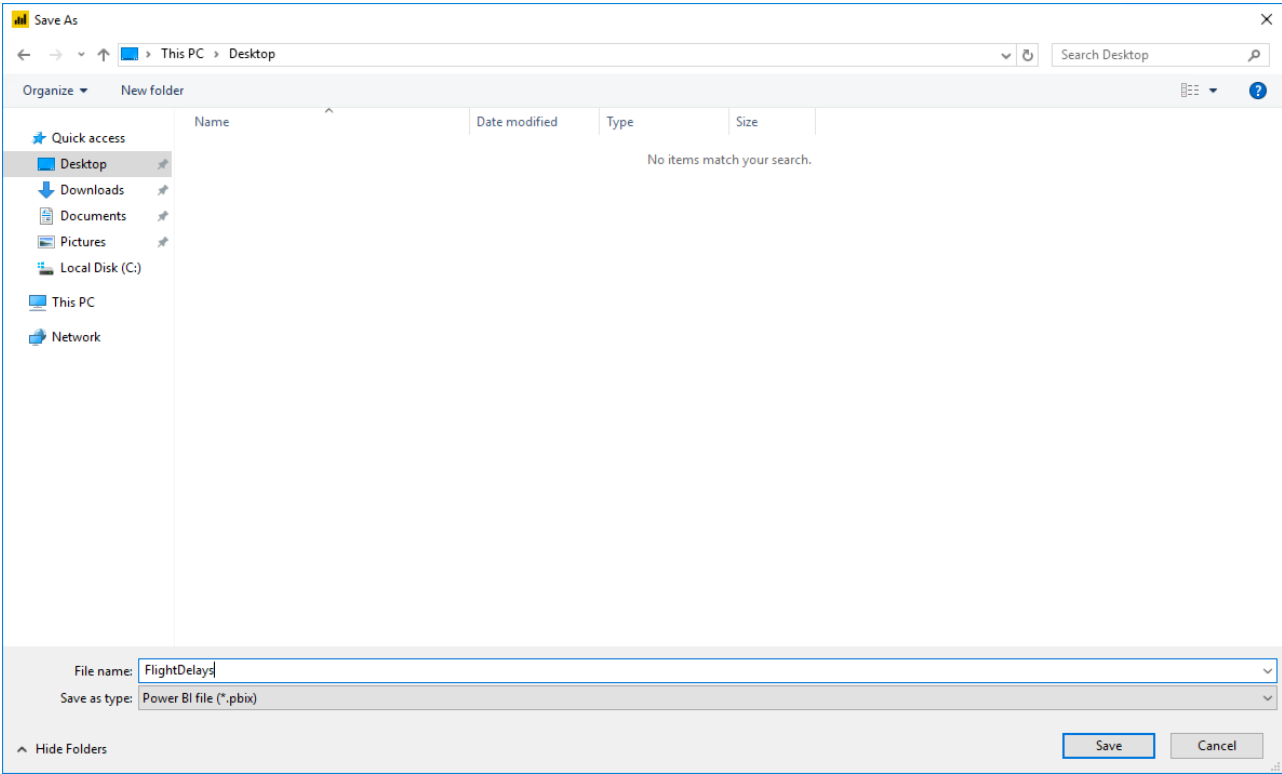 Save As
This PC > Desktop
Search Desktop
Organize
New folder
Name
Date modified
Type
Size
No items match your search.
Quick access
Desktop
Downloads
Documents
Pictures
Local Disk (C:)
This PC
Network
File name: FlightDelays
Save as type: Power BI file (*.pbix)
Hide Folders
Save
Cancel